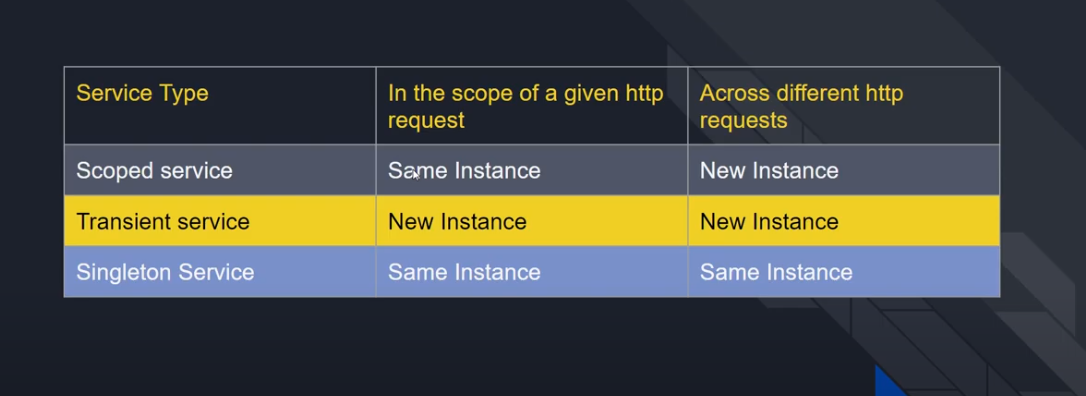 Service Type
In the scope of a given http
request
Across different http
requests
Scoped service
Same Instance
New Instance
Transient service
New Instance
New Instance
Singleton Service
Same Instance
Same Instance